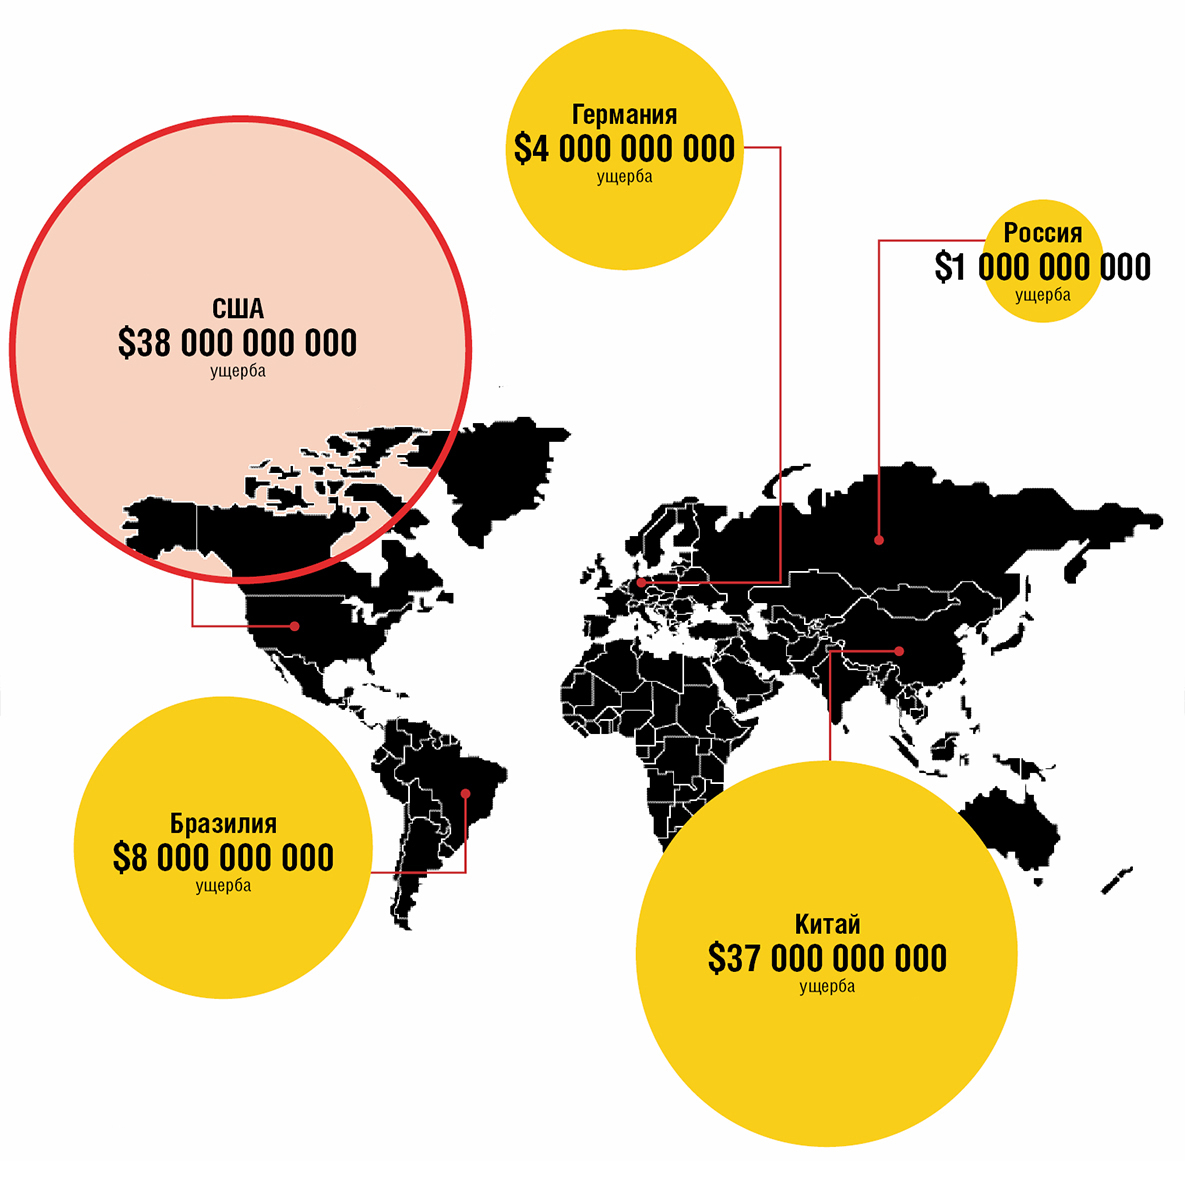 Германия
$4 000 000 000
ущерба
Россия
$1 000 000 000
ущерба
США
$38 000 000 000
ущерба
Бразилия
$8 000 000 000
ущерба
Китай
$37 000 000 000
ущерба